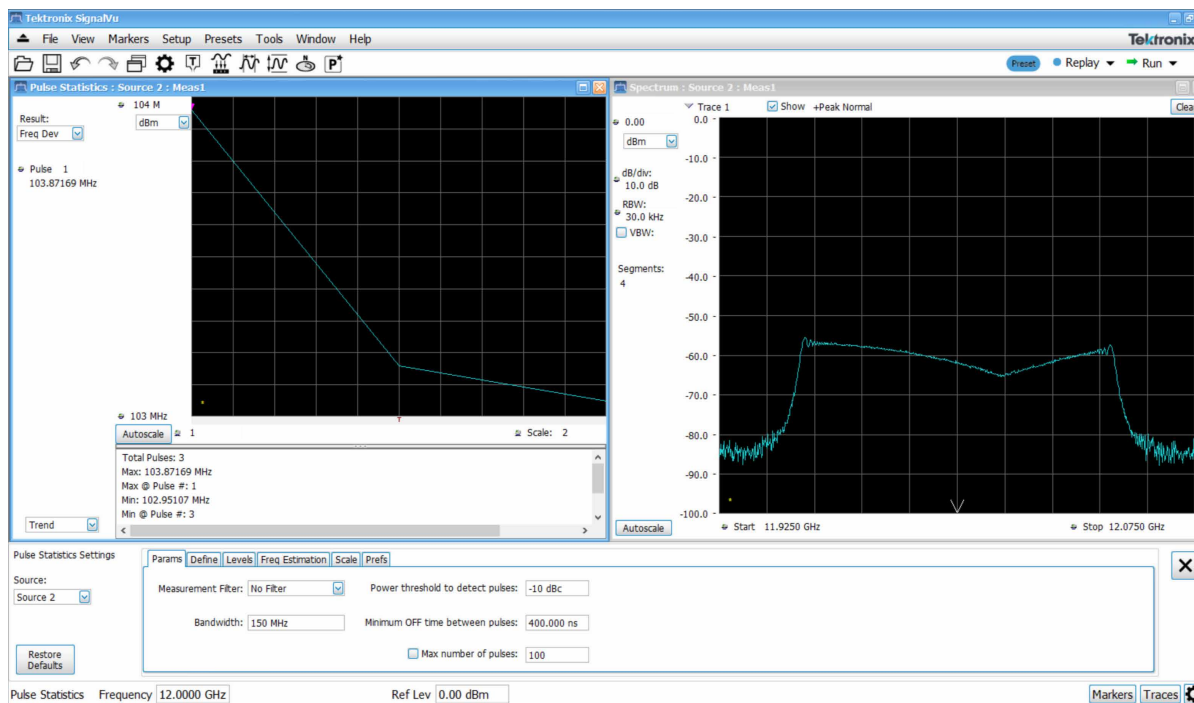 Tektronix SignalVu
File View Markers Setup Presets Tools Window Help
Tektronix
Preset Replay Run
Pulse Statistics : Source 2 : Meas1
Result:
Freq Dev
Pulse 1
103.87169 MHz
104 M
dBm
103 MHz
T
Autoscale 1 Scale: 2
Total Pulses: 3
Max: 103.87169 MHz
Max @ Pulse #: 1
Min: 102.95107 MHz
Min @ Pulse #: 3
Trend
Spectrum : Source 2 : Meas1
Trace 1 Show +Peak Normal
Clea
0.00
dBm
dB/div:
10.0 dB
RBW:
30.0 kHz
VBW:
Segments:
4
0.0
-10.0
-20.0
-30.0
-40.0
-50.0
-60.0
-70.0
-80.0
-90.0
-100.0
Autoscale Start 11.9250 GHz Stop 12.0750 GHz
Pulse Statistics Settings
Source:
Source 2
Restore
Defaults
Params Define Levels Freq Estimation Scale Prefs
Measurement Filter: No Filter Power threshold to detect pulses: -10 dBc
Bandwidth: 150 MHz Minimum OFF time between pulses: 400.000 ns
Max number of pulses: 100
Pulse Statistics Frequency 12.0000 GHz Ref Lev 0.00 dBm Markers Traces